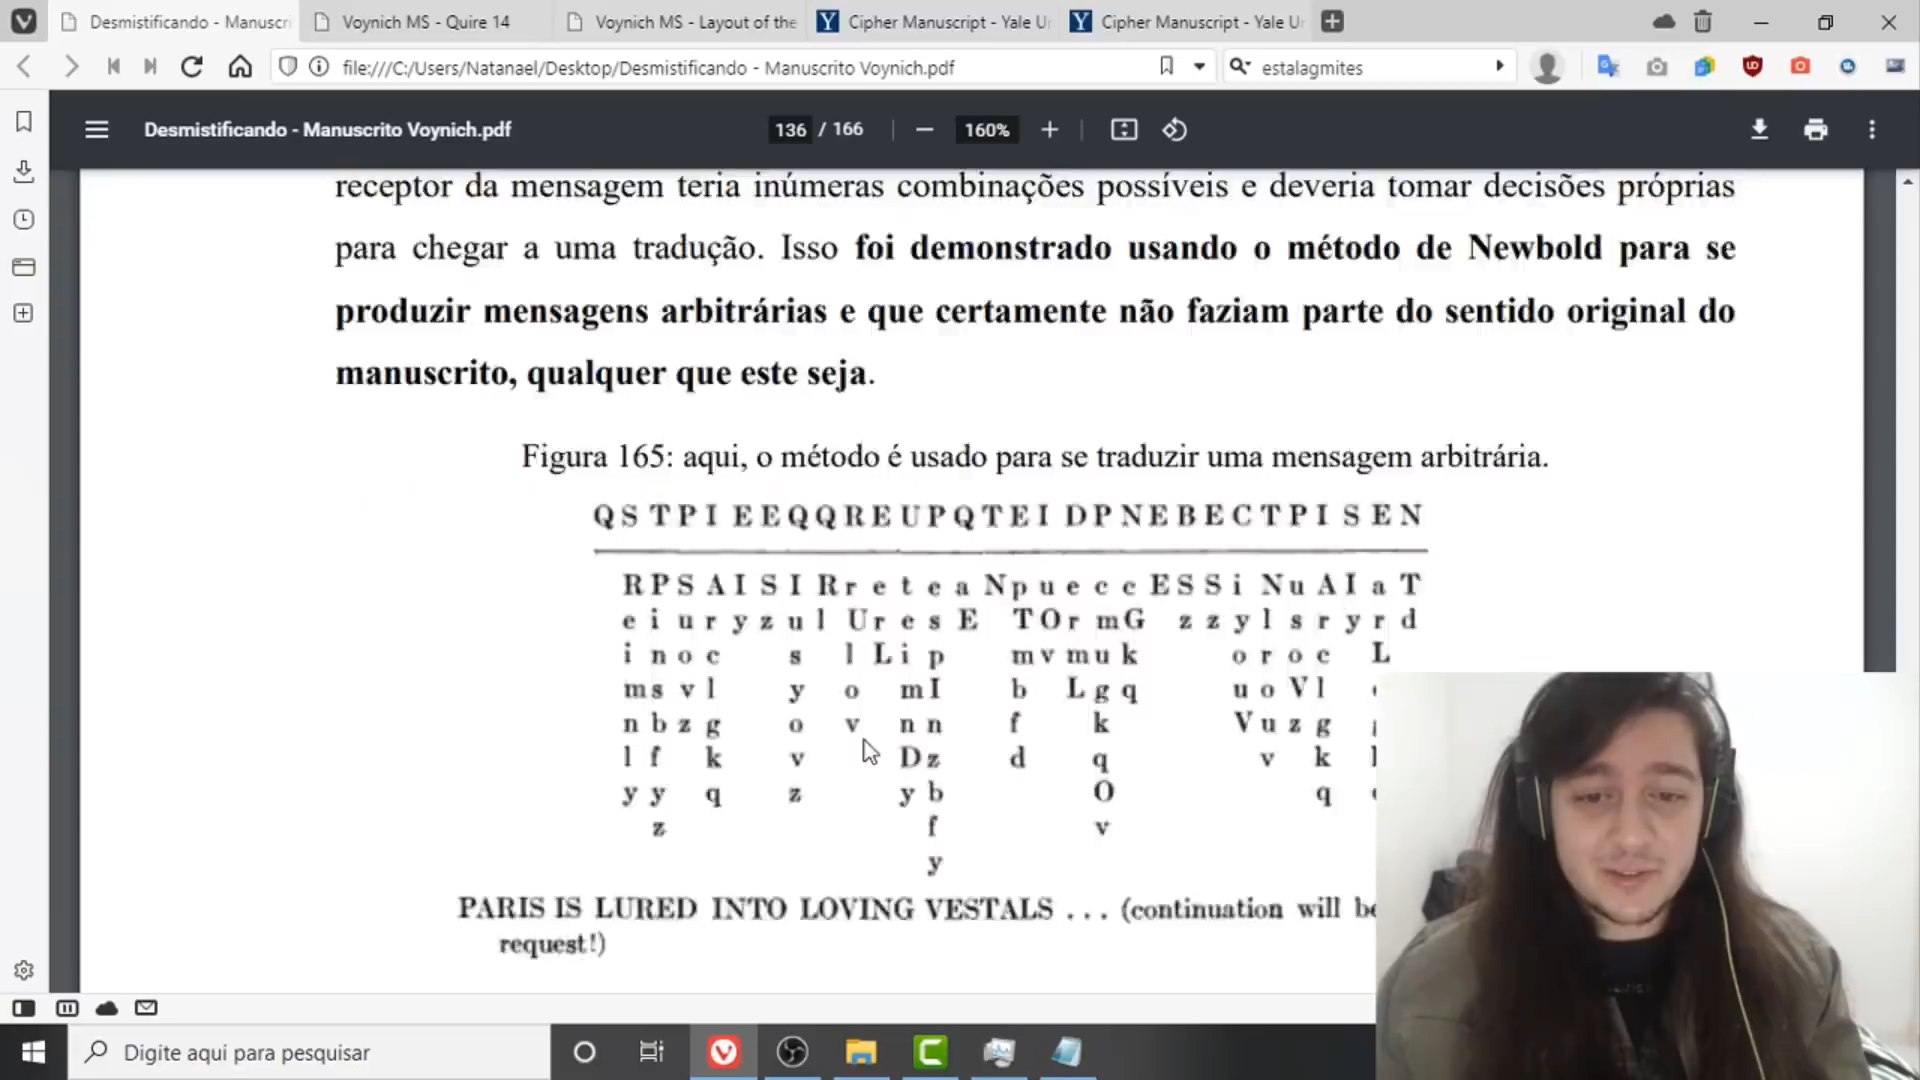 Desmistificando - Manuscri
Voynich MS - Quire 14
Voynich MS - Layout of the
Cipher Manuscript - Yale Ur
Cipher Manuscript - Yale Ur
file:///C:/Users/Natanael/Desktop/Desmistificando - Manuscrito Voynich.pdf
estalagmites
Desmistificando - Manuscrito Voynich.pdf
136 / 166
160%
receptor da mensagem teria inúmeras combinações possíveis e deveria tomar decisões próprias
para chegar a uma tradução. Isso foi demonstrado usando o método de Newbold para se
produzir mensagens arbitrárias e que certamente não faziam parte do sentido original do
manuscrito, qualquer que este seja.
Figura 165: aqui, o método é usado para se traduzir uma mensagem arbitrária.
Q S T P I E E Q Q R E U P Q T E I D P N E B E C T P I S E N
R P S A I S I R r e t e a N p u e c c E S S i N u A I a T
e i u r y z u l U r e s E T O r m G z z y l s r y r d
i n o c s l L i p m v m u k o r o c L
m s v l y o m I b L g q u o V l
n b z g o v n n f k V u z g
l f k v D z d q v k
y y q z y b O q
z f v
y
PARIS IS LURED INTO LOVING VESTALS . . . (continuation will be
request!)
Digite aqui para pesquisar